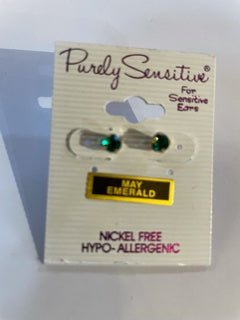 Purely Sensitive®
For
Sensitive
Ears
MAY
EMERALD
NICKEL FREE
HYPO-ALLERGENIC